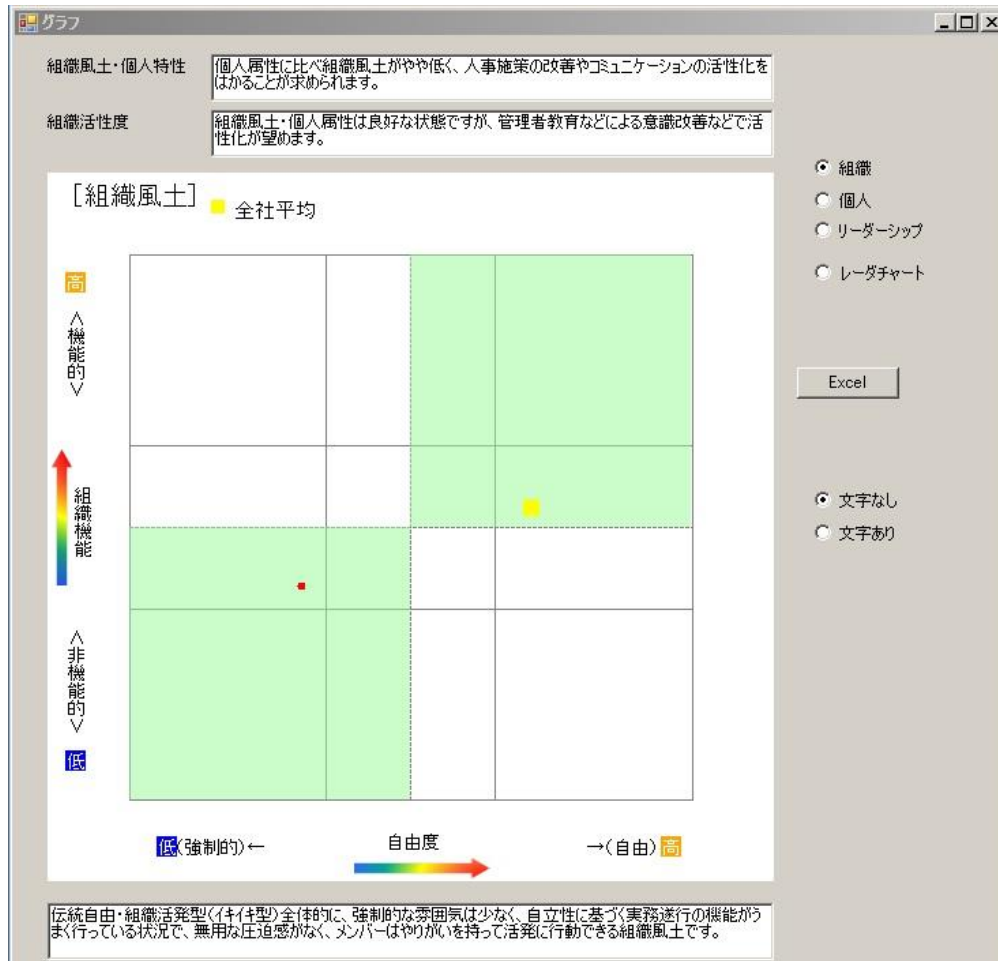 グラフ
組織風土・個人特性
個人属性に比べ組織風土がやや低く、人事施策の改善やコミュニケーションの活性化を
はかることが求められます。
組織活性度
組織風土・個人属性は良好な状態ですが、管理者教育などによる意識改善などで活
性化が望めます。
[組織風土]
全社平均
高
<機能的>
組織機能
<非機能的>
低
低(強制的)←
自由度
→(自由)高
組織
個人
リーダーシップ
レーダチャート
Excel
文字なし
文字あり
伝統自由・組織活発型(イキイキ型)全体的に、強制的な雰囲気は少なく、自立性に基づく実務遂行の機能がう
まく行っている状況で、無用な圧迫感がなく、メンバーはやりがいを持って活発に行動できる組織風土です。